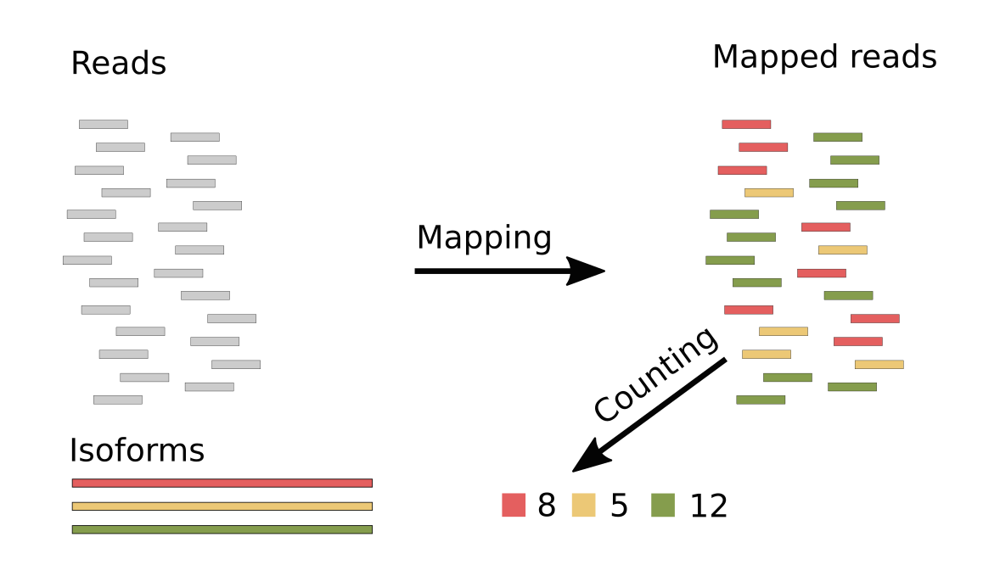 Reads
Mapped reads
Mapping
Counting
Isoforms
8 5 12